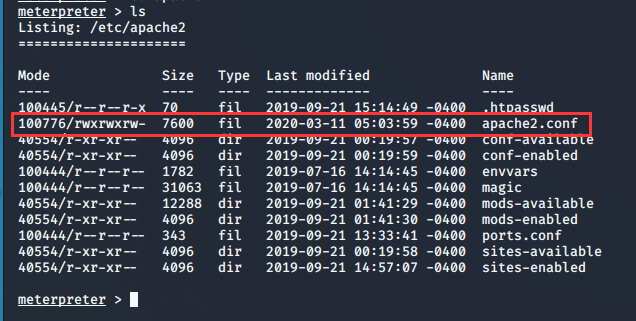 meterpreter > ls
Listing: /etc/apache2
=====================
Mode Size Type Last modified Name
---- ---- ---- ------------- ----
100445/r--r--r-x 70 fil 2019-09-21 15:14:49 -0400 .htpasswd
100776/rwxrwxrw- 7600 fil 2020-03-11 05:03:59 -0400 apache2.conf
40554/r-xr-xr-- 4096 dir 2019-09-21 00:19:57 -0400 conf-available
40554/r-xr-xr-- 4096 dir 2019-09-21 00:19:59 -0400 conf-enabled
100444/r--r--r-- 1782 fil 2019-07-16 14:14:45 -0400 envvars
100444/r--r--r-- 31063 fil 2019-07-16 14:14:45 -0400 magic
40554/r-xr-xr-- 12288 dir 2019-09-21 01:41:29 -0400 mods-available
40554/r-xr-xr-- 4096 dir 2019-09-21 01:41:30 -0400 mods-enabled
100444/r--r--r-- 343 fil 2019-09-21 13:33:41 -0400 ports.conf
40554/r-xr-xr-- 4096 dir 2019-09-21 00:19:58 -0400 sites-available
40554/r-xr-xr-- 4096 dir 2019-09-21 14:57:07 -0400 sites-enabled
meterpreter >